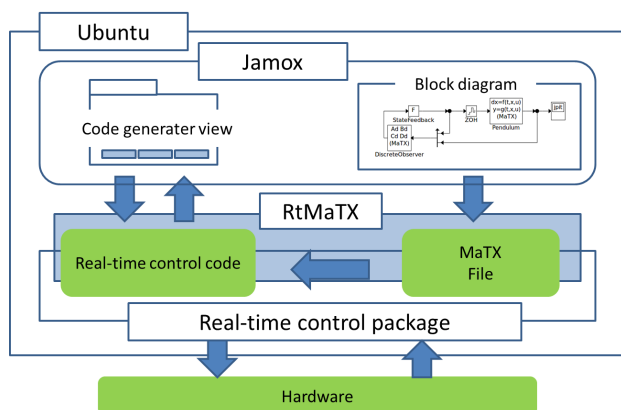 Ubuntu
Jamox
Code generater view
Block diagram
F
StateFeedback
ZOH
dx=f(t,x,u)
y=g(t,x,u)
(MaTX)
Pendulum
jplt
Ad Bd
Cd Dd
(MaTX)
DiscreteObserver
RtMaTX
Real-time control code
MaTX
File
Real-time control package
Hardware